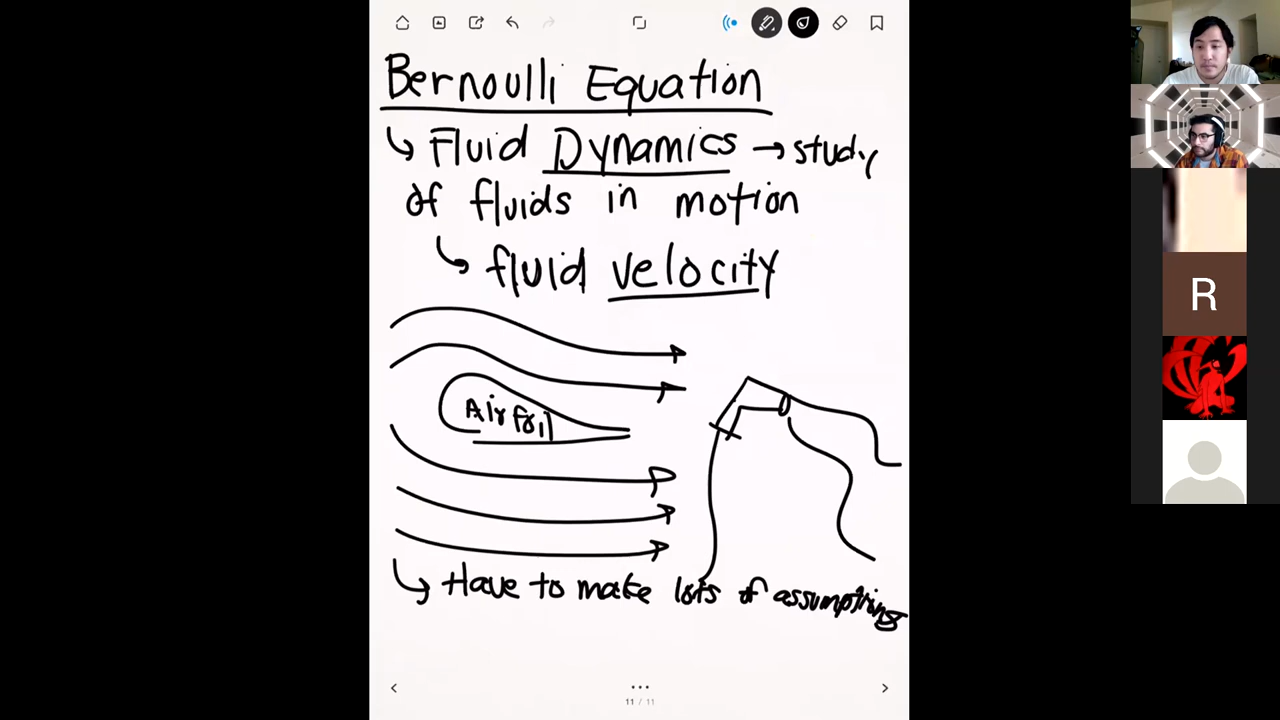 Bernoulli Equation
↳ Fluid Dynamics → study
of fluids in motion
↳ fluid velocity
Airfoil
↳ Have to make lots of assumptions
11 / 11
R